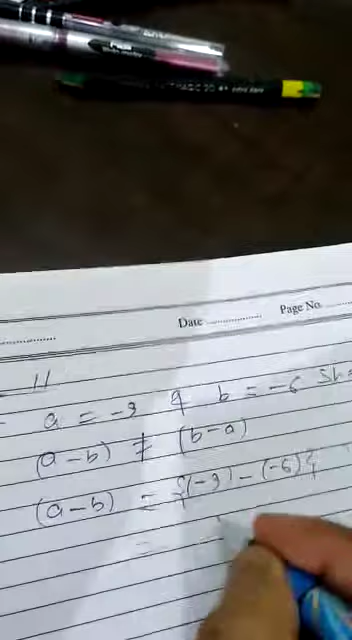 Date .................. Page No. .............
11
a = -3 & b = -6 Sh
(a-b) ≠ (b-a)
(a-b) = {(-3) - (-6)}
= -